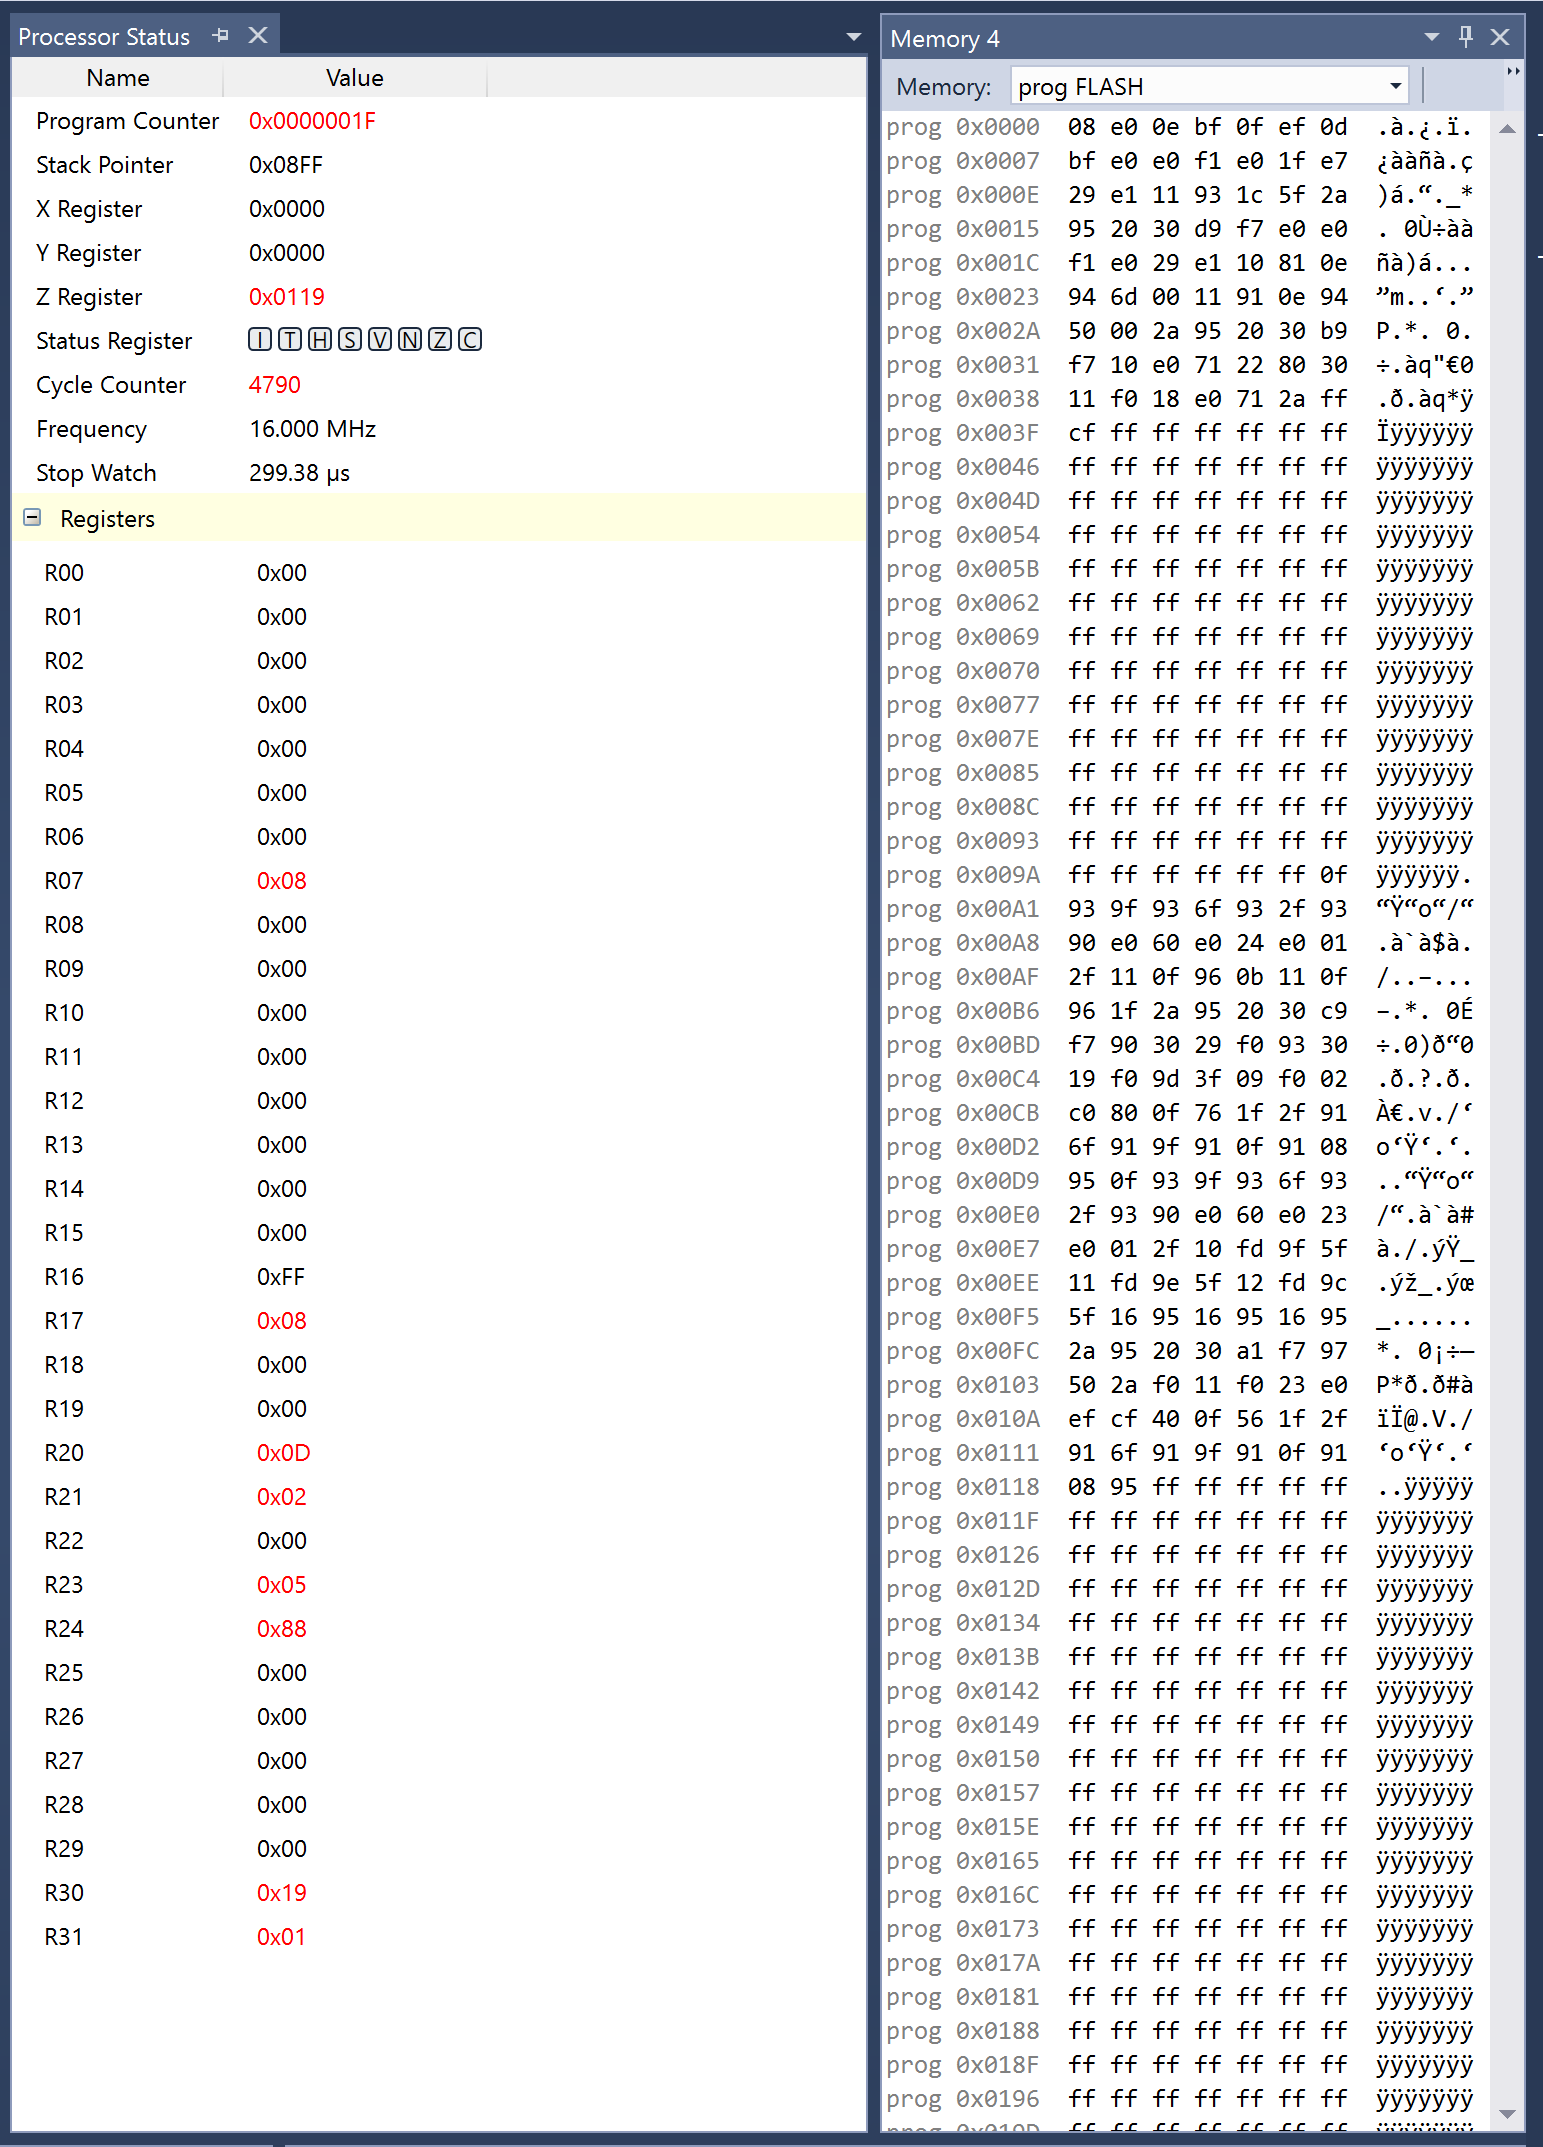 Processor Status
Name Value
Program Counter 0x0000001F
Stack Pointer 0x08FF
X Register 0x0000
Y Register 0x0000
Z Register 0x0119
Status Register I T H S V N Z C
Cycle Counter 4790
Frequency 16.000 MHz
Stop Watch 299.38 µs
Registers
R00 0x00
R01 0x00
R02 0x00
R03 0x00
R04 0x00
R05 0x00
R06 0x00
R07 0x08
R08 0x00
R09 0x00
R10 0x00
R11 0x00
R12 0x00
R13 0x00
R14 0x00
R15 0x00
R16 0xFF
R17 0x08
R18 0x00
R19 0x00
R20 0x0D
R21 0x02
R22 0x00
R23 0x05
R24 0x88
R25 0x00
R26 0x00
R27 0x00
R28 0x00
R29 0x00
R30 0x19
R31 0x01
Memory 4
Memory: prog FLASH
prog 0x0000 08 e0 0e bf 0f ef 0d .à.¿.ï.
prog 0x0007 bf e0 e0 f1 e0 1f e7 ¿ààñà.ç
prog 0x000E 29 e1 11 93 1c 5f 2a )á.“._*
prog 0x0015 95 20 30 d9 f7 e0 e0 . 0Ù÷àà
prog 0x001C f1 e0 29 e1 10 81 0e ñà)á...
prog 0x0023 94 6d 00 11 91 0e 94 ”m..‘.”
prog 0x002A 50 00 2a 95 20 30 b9 P.*. 0.
prog 0x0031 f7 10 e0 71 22 80 30 ÷.àq"€0
prog 0x0038 11 f0 18 e0 71 2a ff .ð.àq*ÿ
prog 0x003F cf ff ff ff ff ff ff Ïÿÿÿÿÿÿ
prog 0x0046 ff ff ff ff ff ff ff ÿÿÿÿÿÿÿ
prog 0x004D ff ff ff ff ff ff ff ÿÿÿÿÿÿÿ
prog 0x0054 ff ff ff ff ff ff ff ÿÿÿÿÿÿÿ
prog 0x005B ff ff ff ff ff ff ff ÿÿÿÿÿÿÿ
prog 0x0062 ff ff ff ff ff ff ff ÿÿÿÿÿÿÿ
prog 0x0069 ff ff ff ff ff ff ff ÿÿÿÿÿÿÿ
prog 0x0070 ff ff ff ff ff ff ff ÿÿÿÿÿÿÿ
prog 0x0077 ff ff ff ff ff ff ff ÿÿÿÿÿÿÿ
prog 0x007E ff ff ff ff ff ff ff ÿÿÿÿÿÿÿ
prog 0x0085 ff ff ff ff ff ff ff ÿÿÿÿÿÿÿ
prog 0x008C ff ff ff ff ff ff ff ÿÿÿÿÿÿÿ
prog 0x0093 ff ff ff ff ff ff ff ÿÿÿÿÿÿÿ
prog 0x009A ff ff ff ff ff ff 0f ÿÿÿÿÿÿ.
prog 0x00A1 93 9f 93 6f 93 2f 93 “Ÿ“o“/“
prog 0x00A8 90 e0 60 e0 24 e0 01 .à`à$à.
prog 0x00AF 2f 11 0f 96 0b 11 0f /..–...
prog 0x00B6 96 1f 2a 95 20 30 c9 –.*. 0É
prog 0x00BD f7 90 30 29 f0 93 30 ÷.0)ð“0
prog 0x00C4 19 f0 9d 3f 09 f0 02 .ð.?.ð.
prog 0x00CB c0 80 0f 76 1f 2f 91 À€.v./‘
prog 0x00D2 6f 91 9f 91 0f 91 08 o‘Ÿ‘.‘.
prog 0x00D9 95 0f 93 9f 93 6f 93 ..“Ÿ“o“
prog 0x00E0 2f 93 90 e0 60 e0 23 /“.à`à#
prog 0x00E7 e0 01 2f 10 fd 9f 5f à./.ýŸ_
prog 0x00EE 11 fd 9e 5f 12 fd 9c .ýž_.ýœ
prog 0x00F5 5f 16 95 16 95 16 95 _......
prog 0x00FC 2a 95 20 30 a1 f7 97 *. 0¡÷—
prog 0x0103 50 2a f0 11 f0 23 e0 P*ð.ð#à
prog 0x010A ef cf 40 0f 56 1f 2f ïÏ@.V./
prog 0x0111 91 6f 91 9f 91 0f 91 ‘o‘Ÿ‘.‘
prog 0x0118 08 95 ff ff ff ff ff ..ÿÿÿÿÿ
prog 0x011F ff ff ff ff ff ff ff ÿÿÿÿÿÿÿ
prog 0x0126 ff ff ff ff ff ff ff ÿÿÿÿÿÿÿ
prog 0x012D ff ff ff ff ff ff ff ÿÿÿÿÿÿÿ
prog 0x0134 ff ff ff ff ff ff ff ÿÿÿÿÿÿÿ
prog 0x013B ff ff ff ff ff ff ff ÿÿÿÿÿÿÿ
prog 0x0142 ff ff ff ff ff ff ff ÿÿÿÿÿÿÿ
prog 0x0149 ff ff ff ff ff ff ff ÿÿÿÿÿÿÿ
prog 0x0150 ff ff ff ff ff ff ff ÿÿÿÿÿÿÿ
prog 0x0157 ff ff ff ff ff ff ff ÿÿÿÿÿÿÿ
prog 0x015E ff ff ff ff ff ff ff ÿÿÿÿÿÿÿ
prog 0x0165 ff ff ff ff ff ff ff ÿÿÿÿÿÿÿ
prog 0x016C ff ff ff ff ff ff ff ÿÿÿÿÿÿÿ
prog 0x0173 ff ff ff ff ff ff ff ÿÿÿÿÿÿÿ
prog 0x017A ff ff ff ff ff ff ff ÿÿÿÿÿÿÿ
prog 0x0181 ff ff ff ff ff ff ff ÿÿÿÿÿÿÿ
prog 0x0188 ff ff ff ff ff ff ff ÿÿÿÿÿÿÿ
prog 0x018F ff ff ff ff ff ff ff ÿÿÿÿÿÿÿ
prog 0x0196 ff ff ff ff ff ff ff ÿÿÿÿÿÿÿ
prog 0x019D ff ff ff ff ff ff ff ÿÿÿÿÿÿÿ